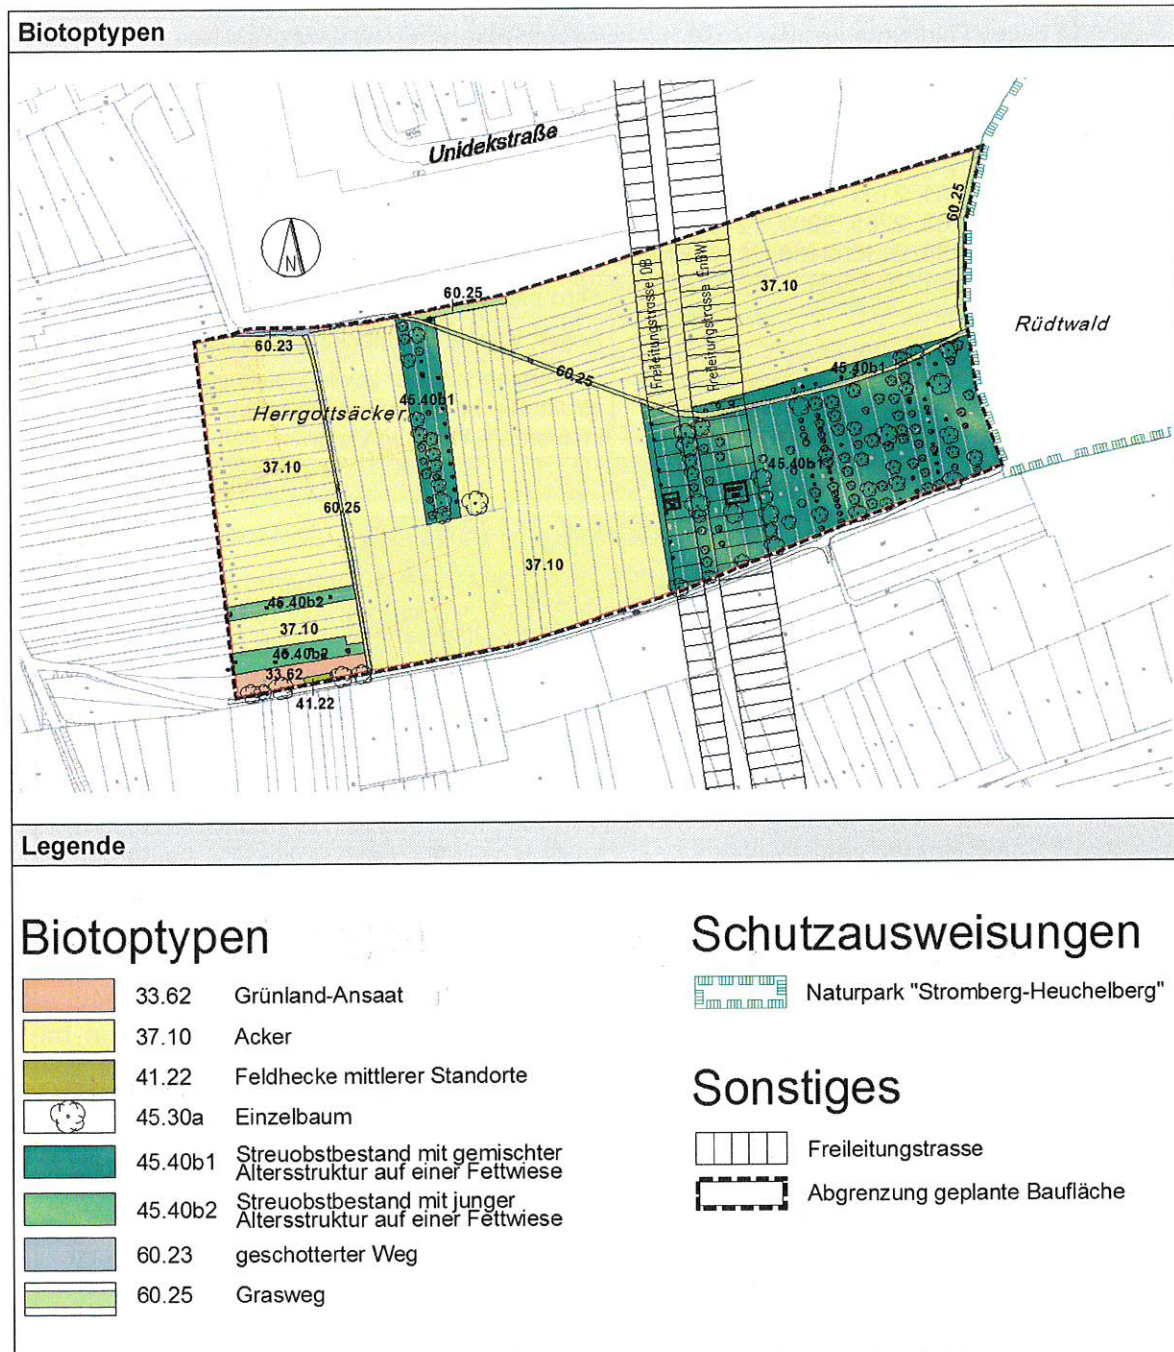 Biotoptypen
Unidekstraße
N
60.25
60.25
60.23
37.10
Freileitungstrasse DB
Freileitungstrasse EnBW
Rüdtwald
60.25
45.40b1
45.40b1
Herrgottsäcker
37.10
45.40b1
60.25
37.10
45.40b2
37.10
45.40b2
33.62
41.22
Legende
Biotoptypen
33.62 Grünland-Ansaat
37.10 Acker
41.22 Feldhecke mittlerer Standorte
45.30a Einzelbaum
45.40b1 Streuobstbestand mit gemischter
Altersstruktur auf einer Fettwiese
45.40b2 Streuobstbestand mit junger
Altersstruktur auf einer Fettwiese
60.23 geschotterter Weg
60.25 Grasweg
Schutzausweisungen
Naturpark "Stromberg-Heuchelberg"
Sonstiges
Freileitungstrasse
Abgrenzung geplante Baufläche